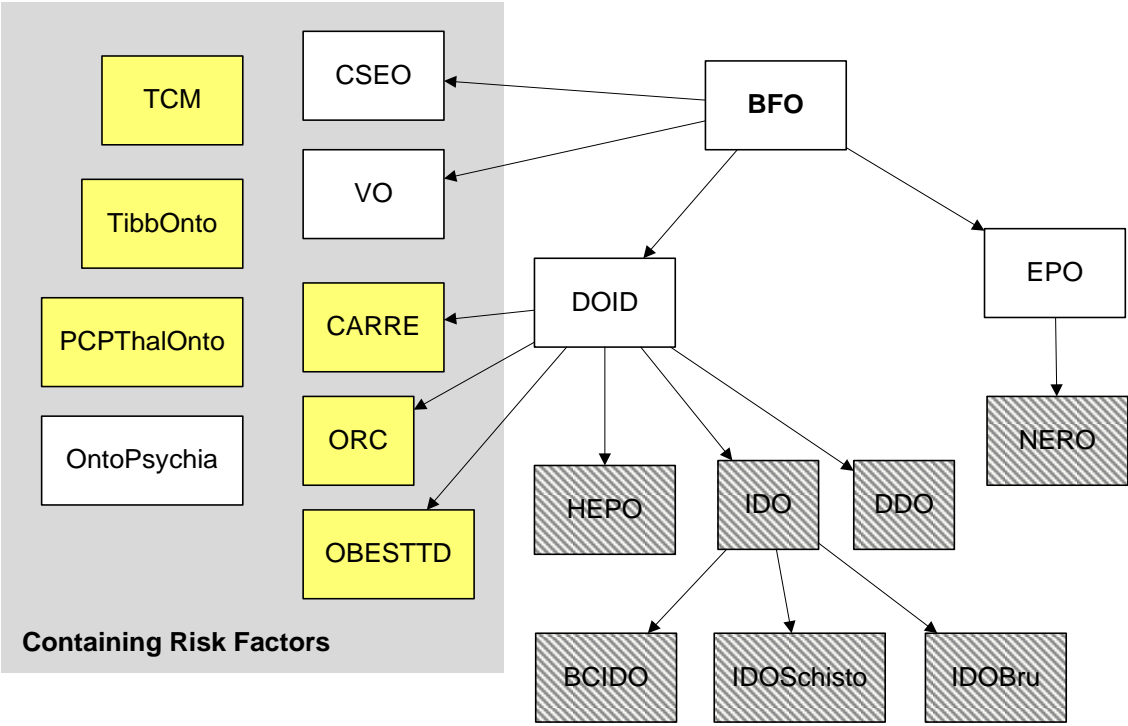 CSEO
TCM
BFO
VO
TibbOnto
EPO
DOID
CARRE
PCPThalOnto
ORC
NERO
OntoPsychia
HEPO
IDO
DDO
OBESTTD
Containing Risk Factors
BCIDO
IDOSchisto
IDOBru